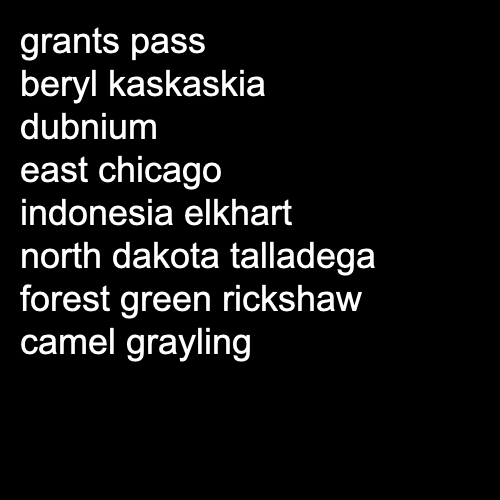 grants pass
beryl kaskaskia
dubnium
east chicago
indonesia elkhart
north dakota talladega
forest green rickshaw
camel grayling